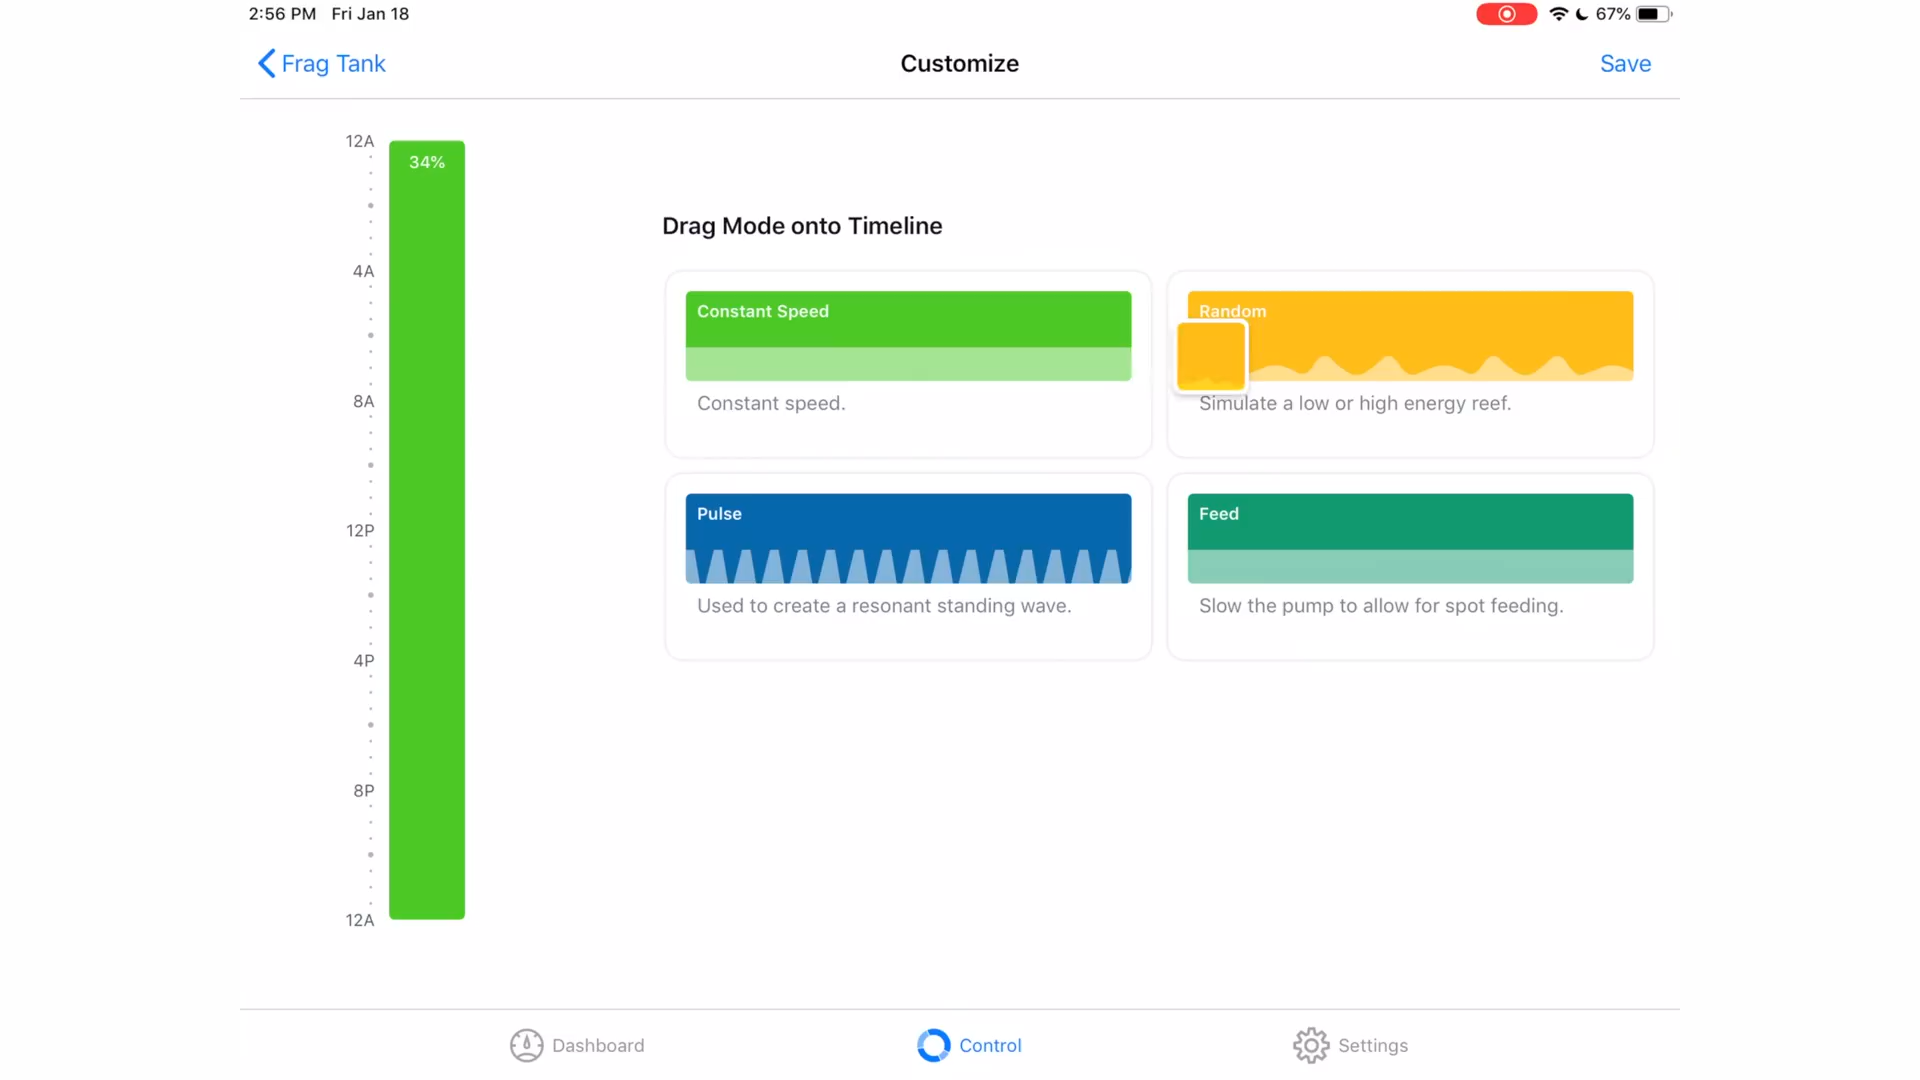 2:56 PM Fri Jan 18
67%
Frag Tank
Customize
Save
12A
34%
4A
8A
12P
4P
8P
12A
Drag Mode onto Timeline
Constant Speed
Constant speed.
Random
Simulate a low or high energy reef.
Pulse
Used to create a resonant standing wave.
Feed
Slow the pump to allow for spot feeding.
Dashboard
Control
Settings